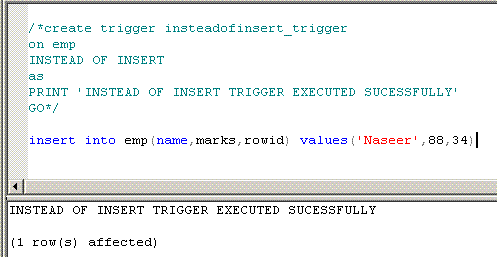 /*create trigger insteadofinsert_trigger
on emp
INSTEAD OF INSERT
as
PRINT 'INSTEAD OF INSERT TRIGGER EXECUTED SUCESSFULLY'
GO*/
insert into emp(name,marks,rowid) values('Naseer',88,34)
INSTEAD OF INSERT TRIGGER EXECUTED SUCESSFULLY
(1 row(s) affected)